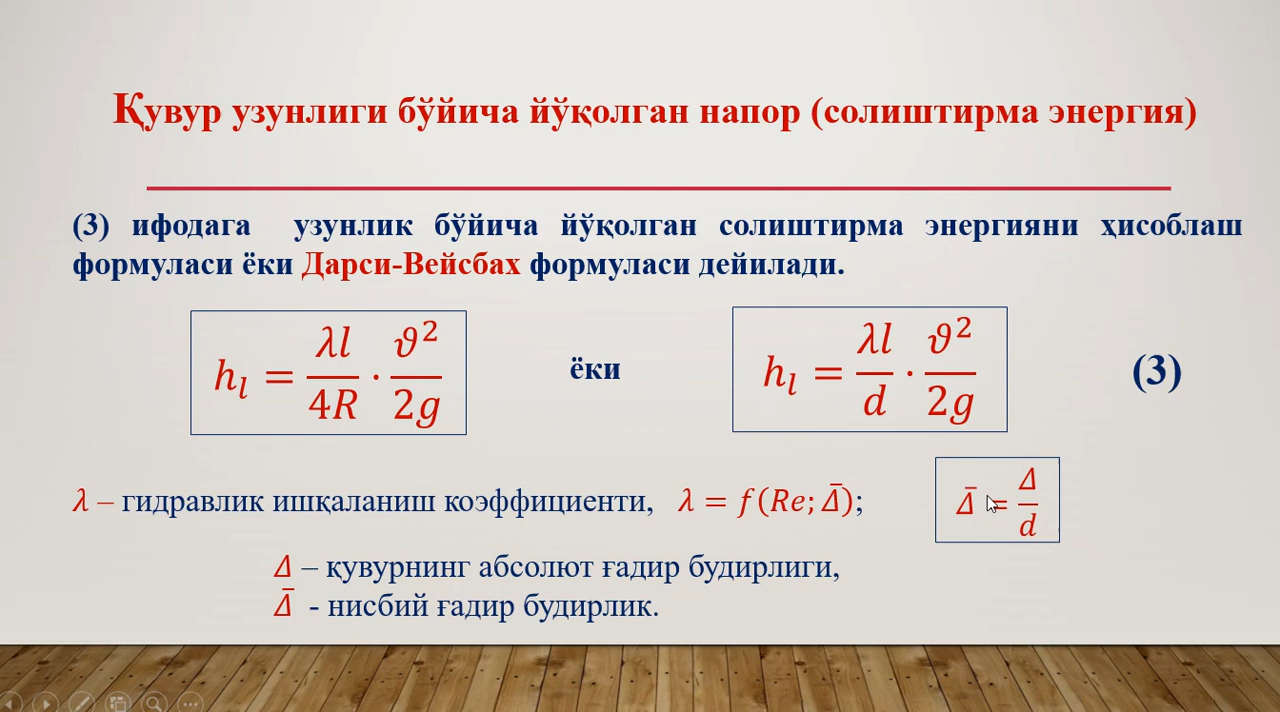 Қувур узунлиги бўйича йўқолган напор (солиштирма энергия)
(3) ифодага узунлик бўйича йўқолган солиштирма энергияни ҳисоблаш
формуласи ёки Дарси-Вейсбах формуласи дейилади.
h_l = λl/4R · ϑ²/2g ёки h_l = λl/d · ϑ²/2g (3)
λ – гидравлик ишқаланиш коэффициенти, λ = f(Re; Δ̄); Δ̄ = Δ/d
Δ – қувурнинг абсолют ғадир будирлиги,
Δ̄ - нисбий ғадир будирлик.